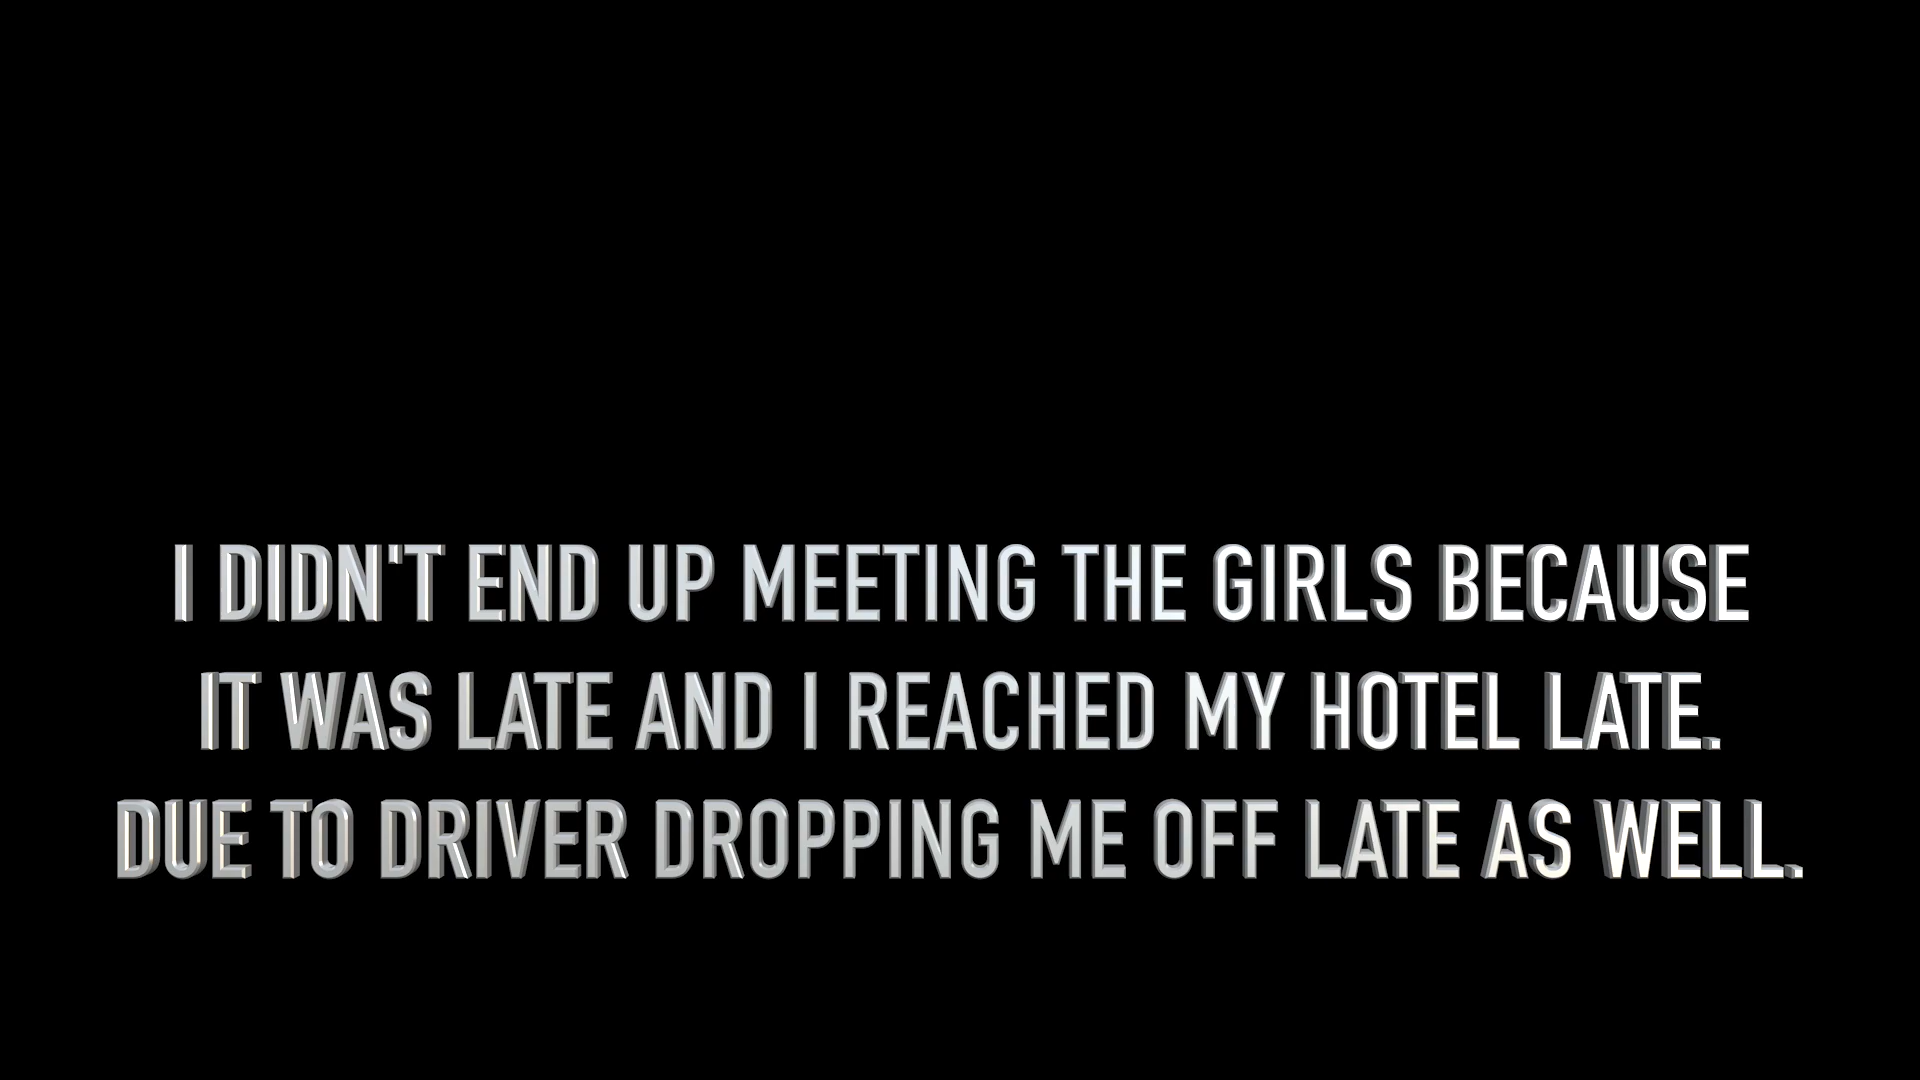 I DIDN'T END UP MEETING THE GIRLS BECAUSE
IT WAS LATE AND I REACHED MY HOTEL LATE.
DUE TO DRIVER DROPPING ME OFF LATE AS WELL.